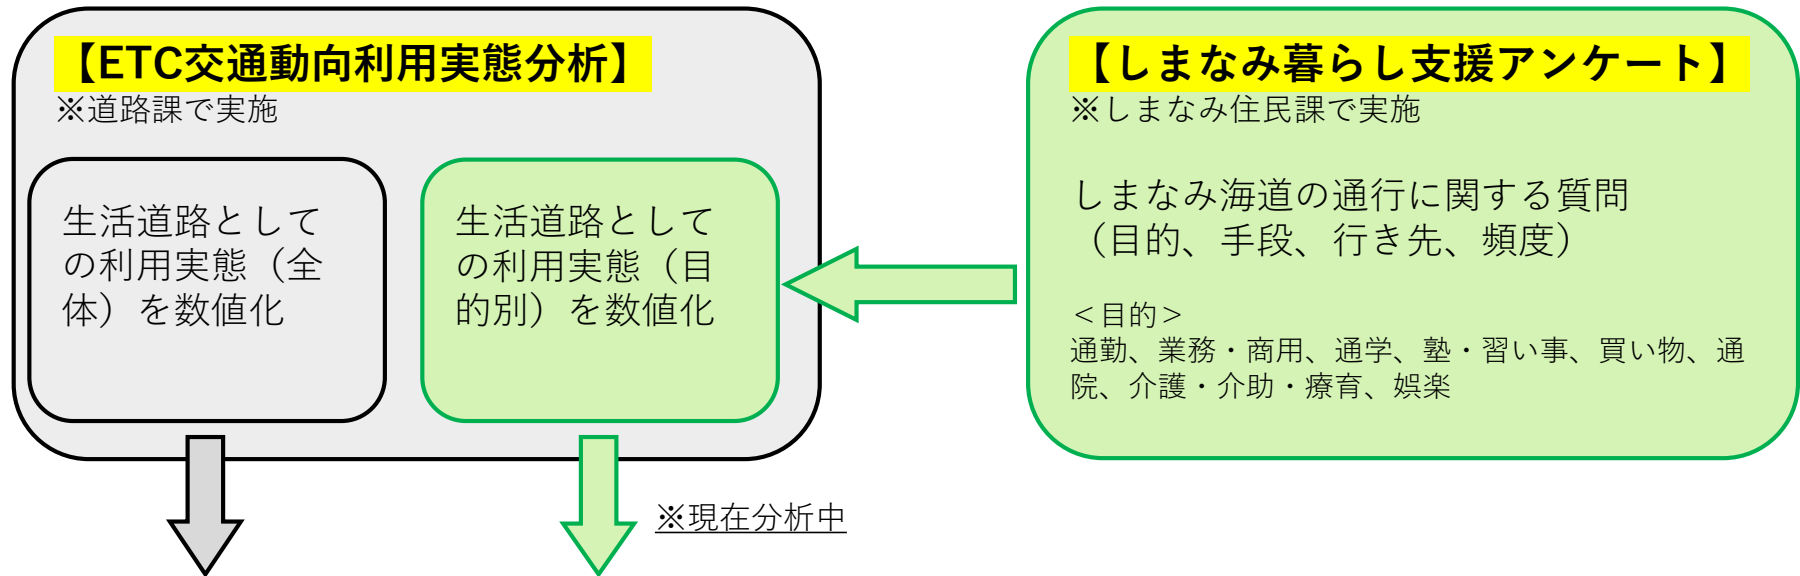 【ETC交通動向利用実態分析】
※道路課で実施
生活道路として
の利用実態（全
体）を数値化
生活道路として
の利用実態（目
的別）を数値化
※現在分析中
【しまなみ暮らし支援アンケート】
※しまなみ住民課で実施
しまなみ海道の通行に関する質問
（目的、手段、行き先、頻度）
＜目的＞
通勤、業務・商用、通学、塾・習い事、買い物、通
院、介護・介助・療育、娯楽